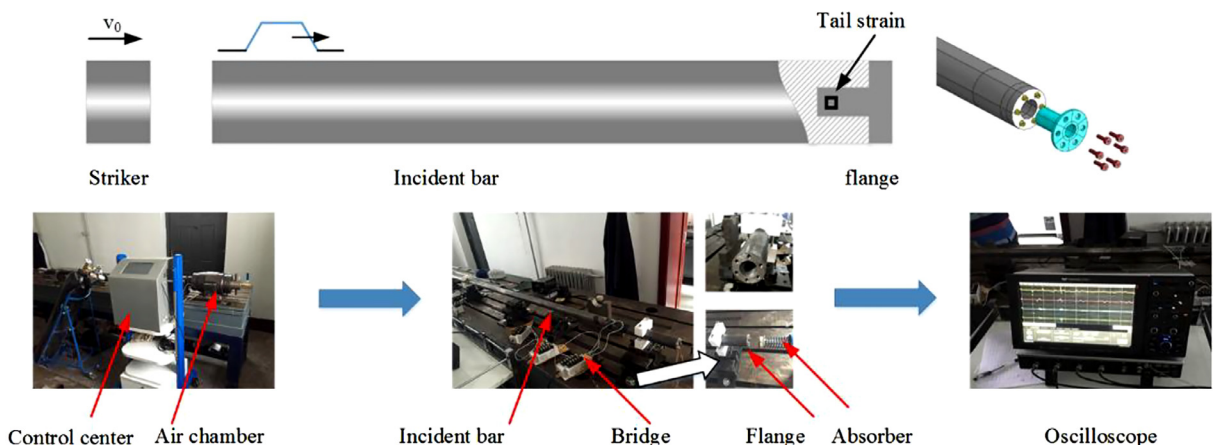 v0
Tail strain
Striker
Incident bar
flange
Control center
Air chamber
Incident bar
Bridge
Flange
Absorber
Oscilloscope